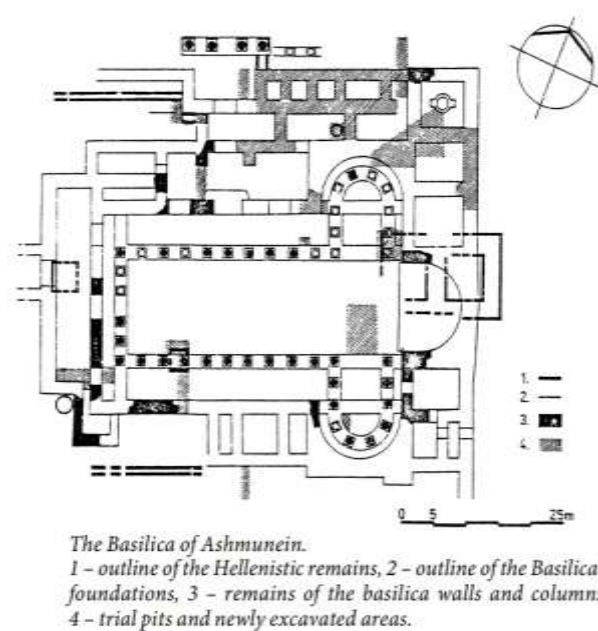 1.
2.
3.
4.
0 5 25m
The Basilica of Ashmunein.
1 – outline of the Hellenistic remains, 2 – outline of the Basilica
foundations, 3 – remains of the basilica walls and column
4 – trial pits and newly excavated areas.